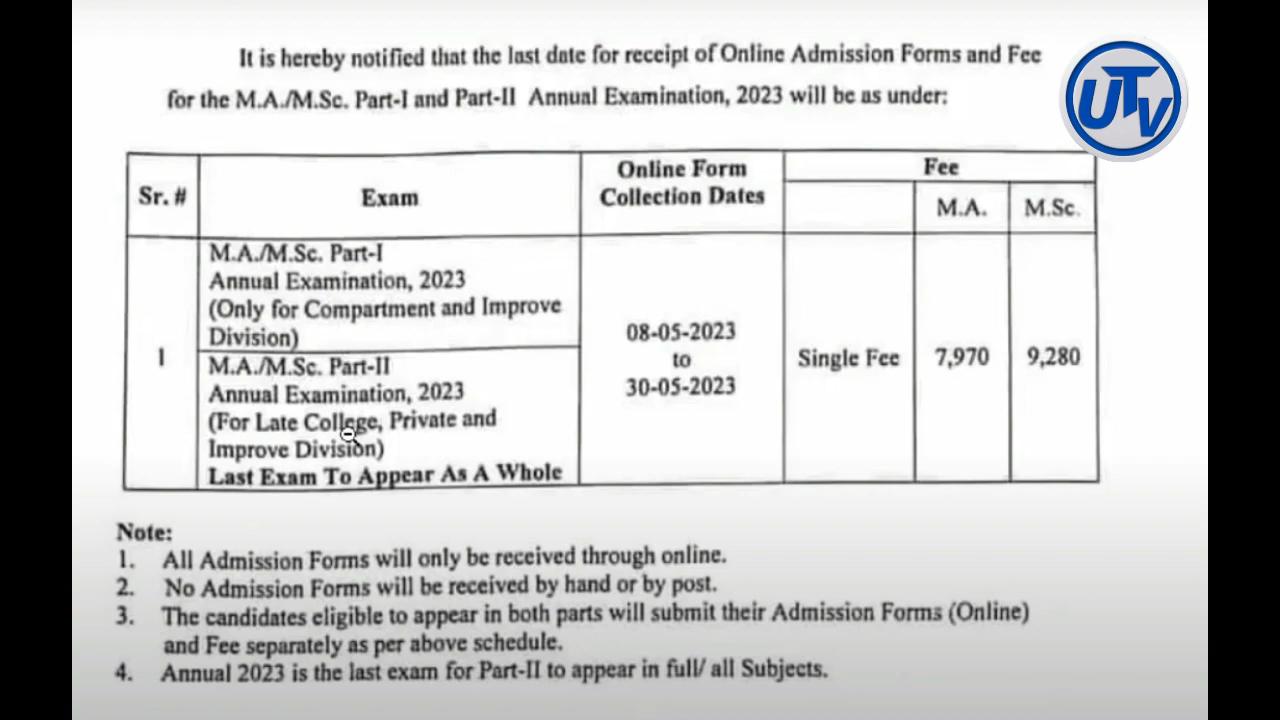 It is hereby notified that the last date for receipt of Online Admission Forms and Fee
for the M.A./M.Sc. Part-I and Part-II Annual Examination, 2023 will be as under:
UTV
Sr. #
Exam
Online Form
Collection Dates
Fee
M.A.
M.Sc.
1
M.A./M.Sc. Part-I
Annual Examination, 2023
(Only for Compartment and Improve
Division)
M.A./M.Sc. Part-II
Annual Examination, 2023
(For Late College, Private and
Improve Division)
Last Exam To Appear As A Whole
08-05-2023
to
30-05-2023
Single Fee
7,970
9,280
Note:
1. All Admission Forms will only be received through online.
2. No Admission Forms will be received by hand or by post.
3. The candidates eligible to appear in both parts will submit their Admission Forms (Online)
and Fee separately as per above schedule.
4. Annual 2023 is the last exam for Part-II to appear in full/ all Subjects.